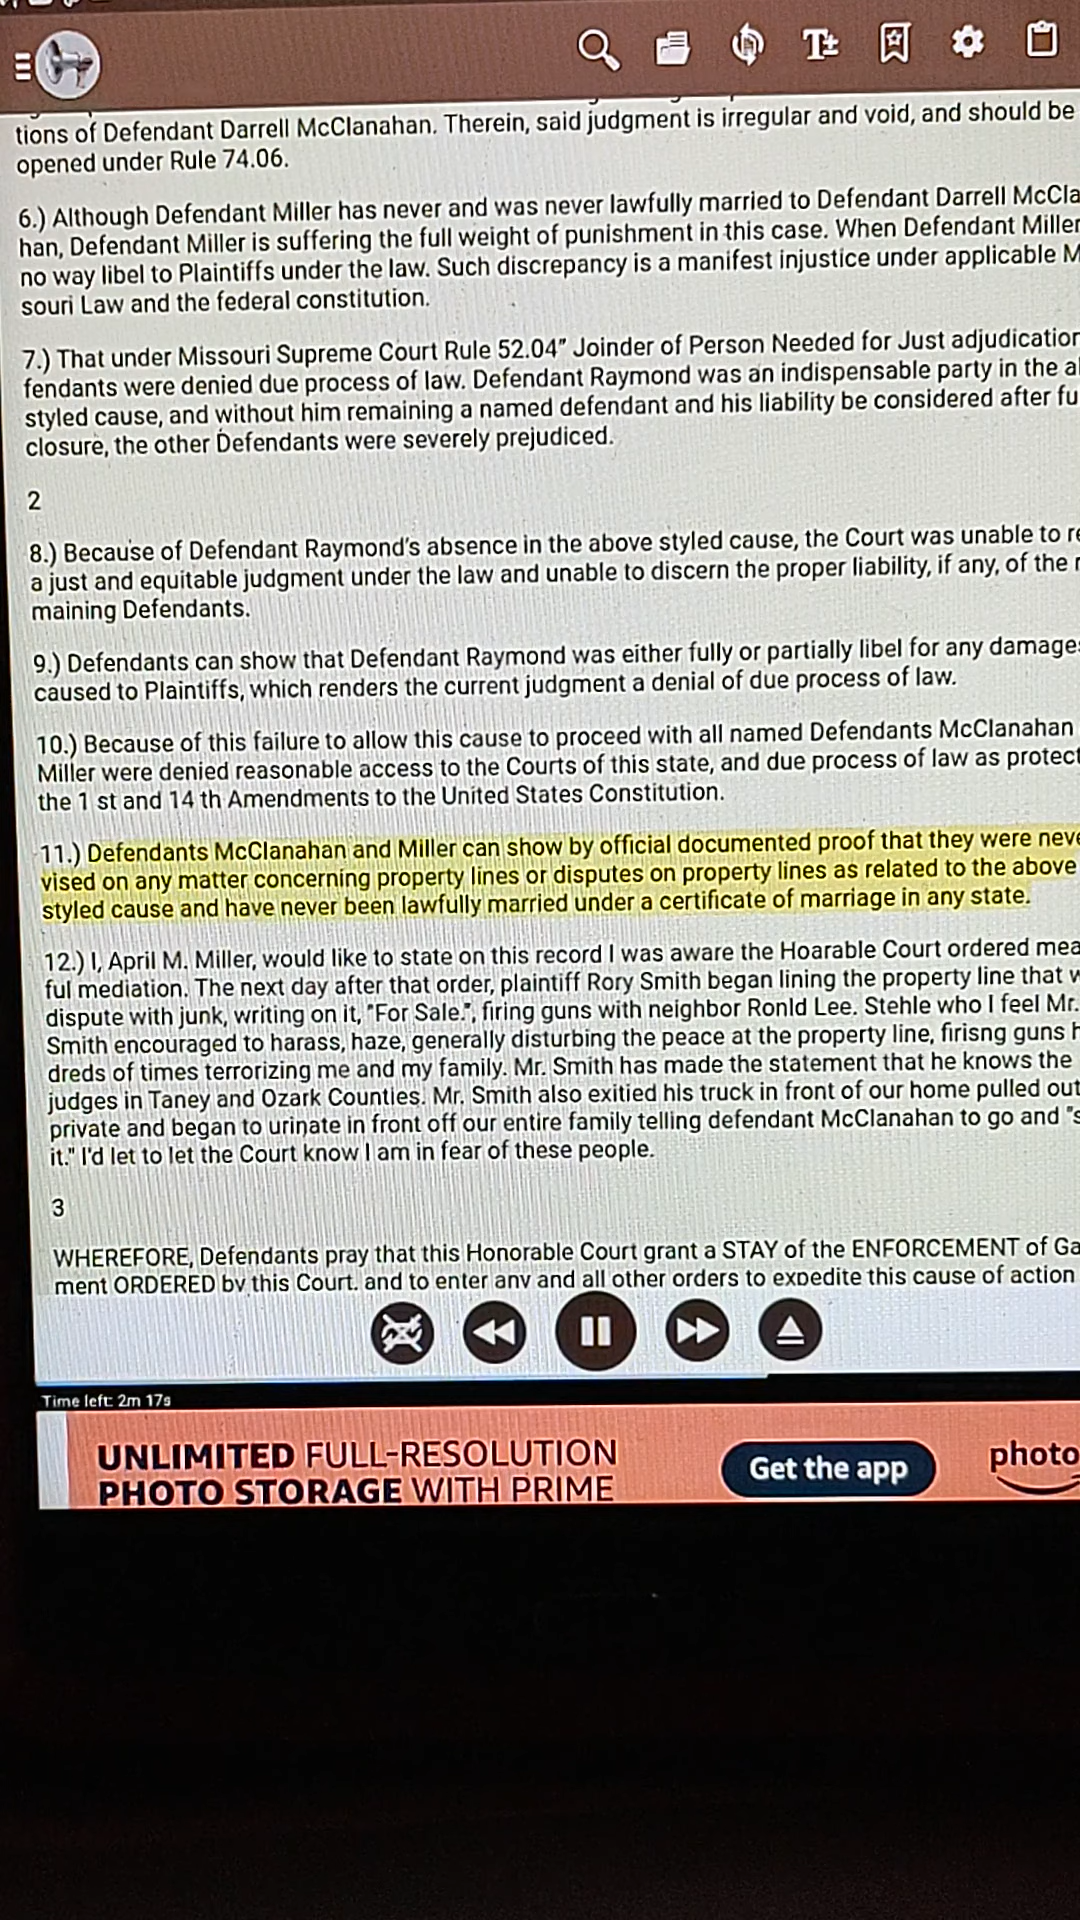 tions of Defendant Darrell McClanahan. Therein, said judgment is irregular and void, and should be
opened under Rule 74.06.
6.) Although Defendant Miller has never and was never lawfully married to Defendant Darrell McCla
han, Defendant Miller is suffering the full weight of punishment in this case. When Defendant Miller
no way libel to Plaintiffs under the law. Such discrepancy is a manifest injustice under applicable M
souri Law and the federal constitution.
7.) That under Missouri Supreme Court Rule 52.04" Joinder of Person Needed for Just adjudication
fendants were denied due process of law. Defendant Raymond was an indispensable party in the a
styled cause, and without him remaining a named defendant and his liability be considered after fu
closure, the other Defendants were severely prejudiced.
2
8.) Because of Defendant Raymond's absence in the above styled cause, the Court was unable to re
a just and equitable judgment under the law and unable to discern the proper liability, if any, of the r
maining Defendants.
9.) Defendants can show that Defendant Raymond was either fully or partially libel for any damages
caused to Plaintiffs, which renders the current judgment a denial of due process of law.
10.) Because of this failure to allow this cause to proceed with all named Defendants McClanahan
Miller were denied reasonable access to the Courts of this state, and due process of law as protect
the 1 st and 14 th Amendments to the United States Constitution.
11.) Defendants McClanahan and Miller can show by official documented proof that they were neve
vised on any matter concerning property lines or disputes on property lines as related to the above
styled cause and have never been lawfully married under a certificate of marriage in any state.
12.) I, April M. Miller, would like to state on this record I was aware the Hoarable Court ordered mea
ful mediation. The next day after that order, plaintiff Rory Smith began lining the property line that w
dispute with junk, writing on it, "For Sale.", firing guns with neighbor Ronld Lee. Stehle who I feel Mr.
Smith encouraged to harass, haze, generally disturbing the peace at the property line, firisng guns h
dreds of times terrorizing me and my family. Mr. Smith has made the statement that he knows the
judges in Taney and Ozark Counties. Mr. Smith also exitied his truck in front of our home pulled out
private and began to urinate in front off our entire family telling defendant McClanahan to go and "s
it." I'd let to let the Court know I am in fear of these people.
3
WHEREFORE, Defendants pray that this Honorable Court grant a STAY of the ENFORCEMENT of Ga
ment ORDERED by this Court, and to enter any and all other orders to expedite this cause of action
Time left: 2m 17s
UNLIMITED FULL-RESOLUTION
PHOTO STORAGE WITH PRIME
Get the app
photo